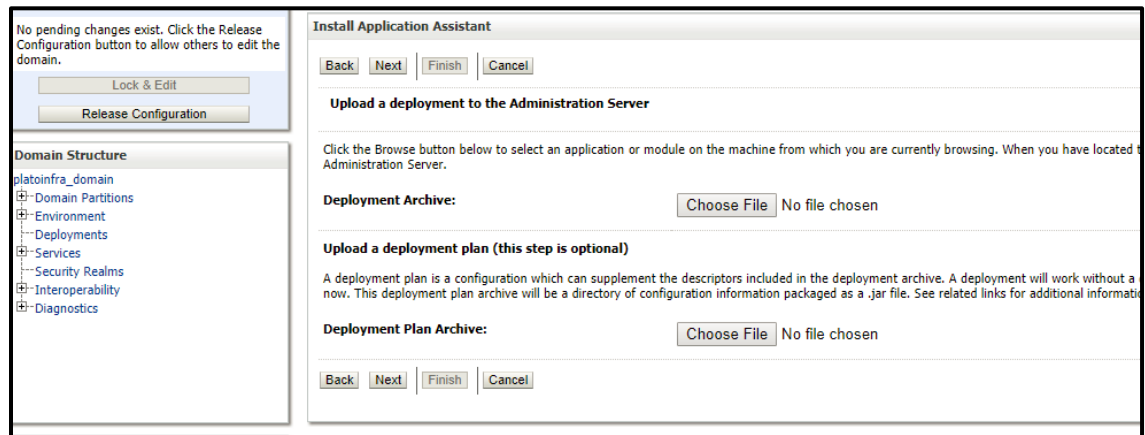 No pending changes exist. Click the Release
Configuration button to allow others to edit the
domain.
Lock & Edit
Release Configuration
Domain Structure
platoinfra_domain
Domain Partitions
Environment
Deployments
Services
Security Realms
Interoperability
Diagnostics
Install Application Assistant
Back Next Finish Cancel
Upload a deployment to the Administration Server
Click the Browse button below to select an application or module on the machine from which you are currently browsing. When you have located
Administration Server.
Deployment Archive: Choose File No file chosen
Upload a deployment plan (this step is optional)
A deployment plan is a configuration which can supplement the descriptors included in the deployment archive. A deployment will work without a
now. This deployment plan archive will be a directory of configuration information packaged as a .jar file. See related links for additional
Deployment Plan Archive: Choose File No file chosen
Back Next Finish Cancel